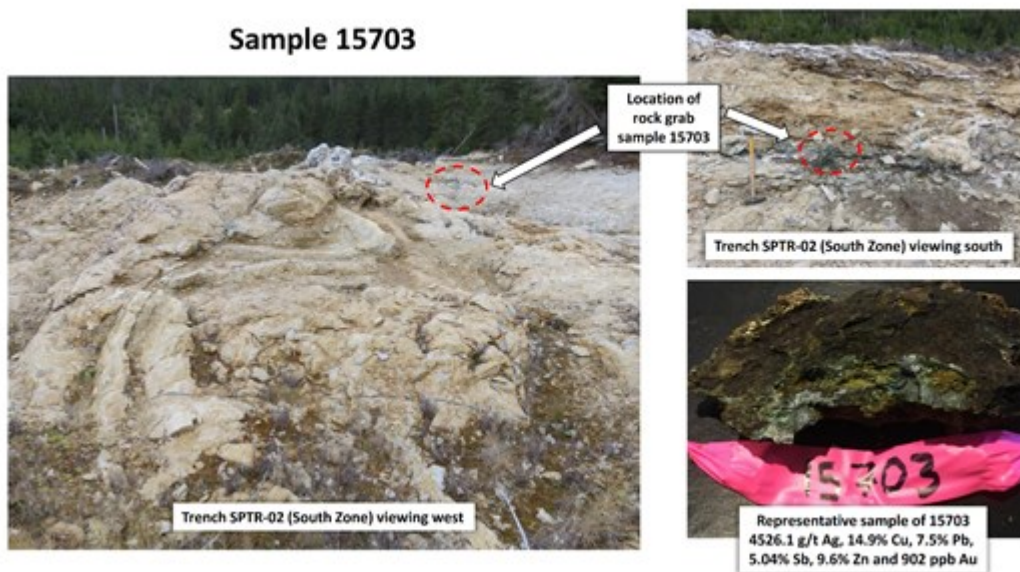 Sample 15703
Location of
rock grab
sample 15703
Trench SPTR-02 (South Zone) viewing south
Trench SPTR-02 (South Zone) viewing west
15703
Representative sample of 15703
4526.1 g/t Ag, 14.9% Cu, 7.5% Pb,
5.04% Sb, 9.6% Zn and 902 ppb Au